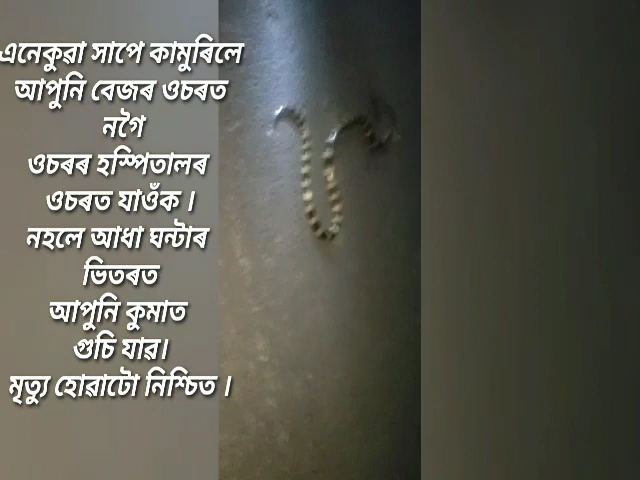 এনেকুৱা সাপে কামুৰিলে
আপুনি বেজৰ ওচৰত
নগৈ
ওচৰৰ হস্পিতালৰ
ওচৰত যাওঁক ।
নহলে আধা ঘন্টাৰ
ভিতৰত
আপুনি কুমাত
গুচি যাৱ।
মৃত্যু হোৱাটো নিশ্চিত ।